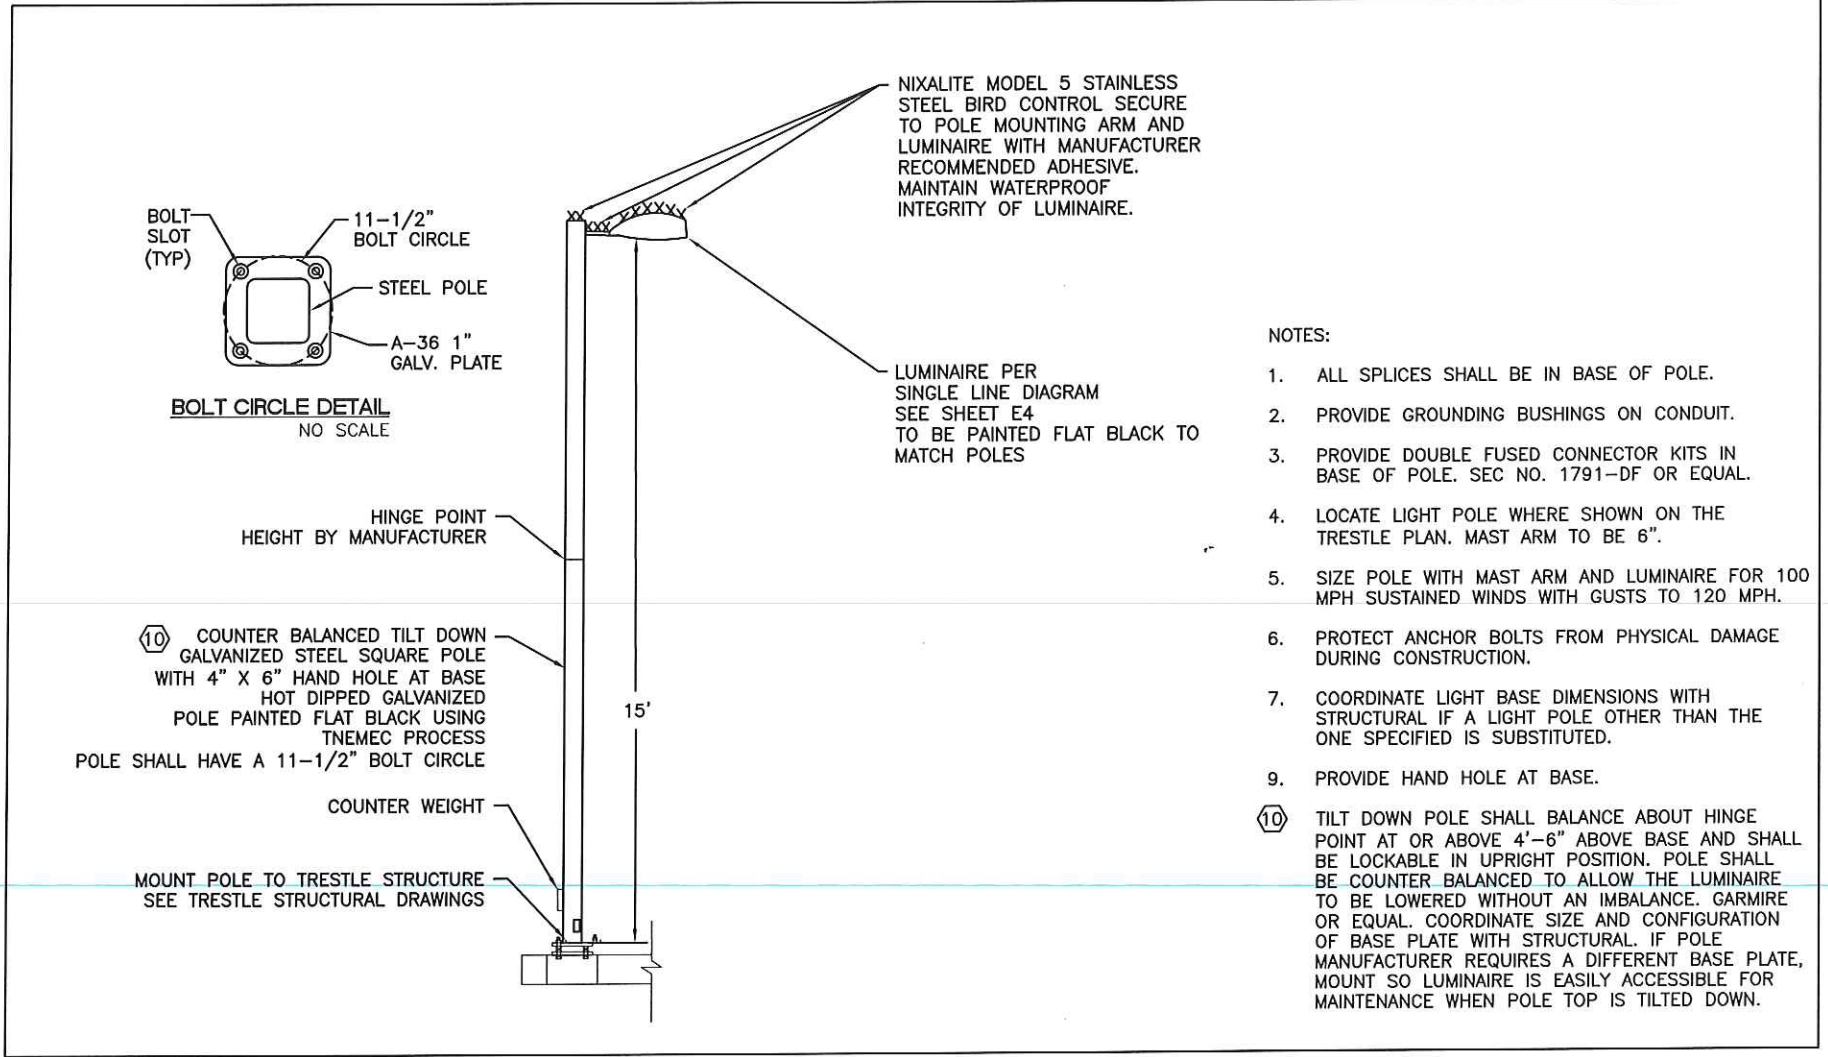 NIXALITE MODEL 5 STAINLESS
STEEL BIRD CONTROL SECURE
TO POLE MOUNTING ARM AND
LUMINAIRE WITH MANUFACTURER
RECOMMENDED ADHESIVE.
MAINTAIN WATERPROOF
INTEGRITY OF LUMINAIRE.
BOLT
SLOT
(TYP)
11-1/2"
BOLT CIRCLE
STEEL POLE
A-36 1"
GALV. PLATE
BOLT CIRCLE DETAIL
NO SCALE
LUMINAIRE PER
SINGLE LINE DIAGRAM
SEE SHEET E4
TO BE PAINTED FLAT BLACK TO
MATCH POLES
HINGE POINT
HEIGHT BY MANUFACTURER
10 COUNTER BALANCED TILT DOWN
GALVANIZED STEEL SQUARE POLE
WITH 4" X 6" HAND HOLE AT BASE
HOT DIPPED GALVANIZED
POLE PAINTED FLAT BLACK USING
TNEMEC PROCESS
POLE SHALL HAVE A 11-1/2" BOLT CIRCLE
15'
COUNTER WEIGHT
MOUNT POLE TO TRESTLE STRUCTURE
SEE TRESTLE STRUCTURAL DRAWINGS
NOTES:
1. ALL SPLICES SHALL BE IN BASE OF POLE.
2. PROVIDE GROUNDING BUSHINGS ON CONDUIT.
3. PROVIDE DOUBLE FUSED CONNECTOR KITS IN
BASE OF POLE. SEC NO. 1791-DF OR EQUAL.
4. LOCATE LIGHT POLE WHERE SHOWN ON THE
TRESTLE PLAN. MAST ARM TO BE 6".
5. SIZE POLE WITH MAST ARM AND LUMINAIRE FOR 100
MPH SUSTAINED WINDS WITH GUSTS TO 120 MPH.
6. PROTECT ANCHOR BOLTS FROM PHYSICAL DAMAGE
DURING CONSTRUCTION.
7. COORDINATE LIGHT BASE DIMENSIONS WITH
STRUCTURAL IF A LIGHT POLE OTHER THAN THE
ONE SPECIFIED IS SUBSTITUTED.
9. PROVIDE HAND HOLE AT BASE.
10 TILT DOWN POLE SHALL BALANCE ABOUT HINGE
POINT AT OR ABOVE 4'-6" ABOVE BASE AND SHALL
BE LOCKABLE IN UPRIGHT POSITION. POLE SHALL
BE COUNTER BALANCED TO ALLOW THE LUMINAIRE
TO BE LOWERED WITHOUT AN IMBALANCE. GARMIRE
OR EQUAL. COORDINATE SIZE AND CONFIGURATION
OF BASE PLATE WITH STRUCTURAL. IF POLE
MANUFACTURER REQUIRES A DIFFERENT BASE PLATE,
MOUNT SO LUMINAIRE IS EASILY ACCESSIBLE FOR
MAINTENANCE WHEN POLE TOP IS TILTED DOWN.